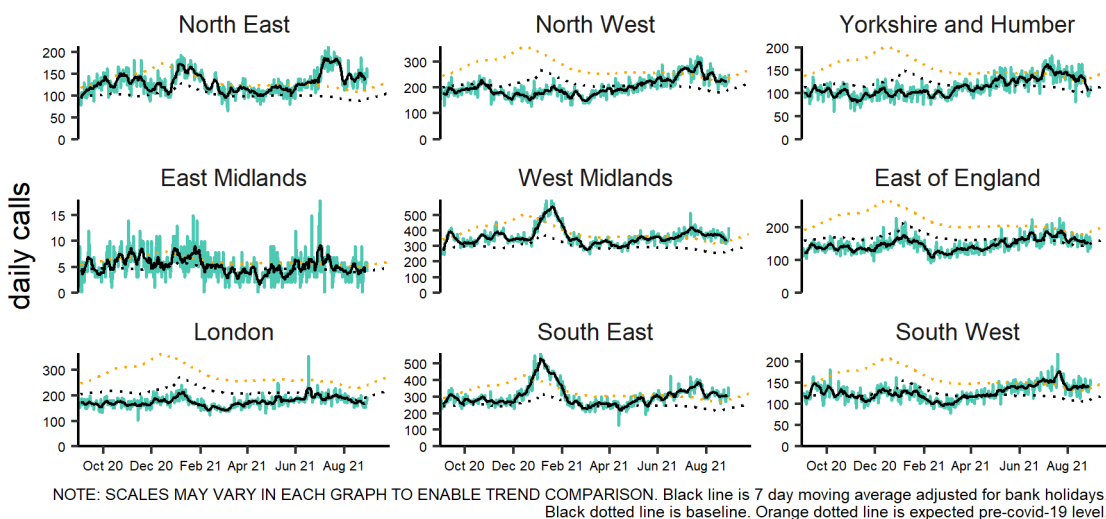 North East
North West
Yorkshire and Humber
200
150
100
50
0
300
200
100
0
200
150
100
50
0
East Midlands
West Midlands
East of England
daily calls
15
10
5
0
500
400
300
200
100
0
200
100
0
London
South East
South West
300
200
100
0
500
400
300
200
100
0
200
150
100
50
0
Oct 20 Dec 20 Feb 21 Apr 21 Jun 21 Aug 21
Oct 20 Dec 20 Feb 21 Apr 21 Jun 21 Aug 21
Oct 20 Dec 20 Feb 21 Apr 21 Jun 21 Aug 21
NOTE: SCALES MAY VARY IN EACH GRAPH TO ENABLE TREND COMPARISON. Black line is 7 day moving average adjusted for bank holidays.
Black dotted line is baseline. Orange dotted line is expected pre-covid-19 level.